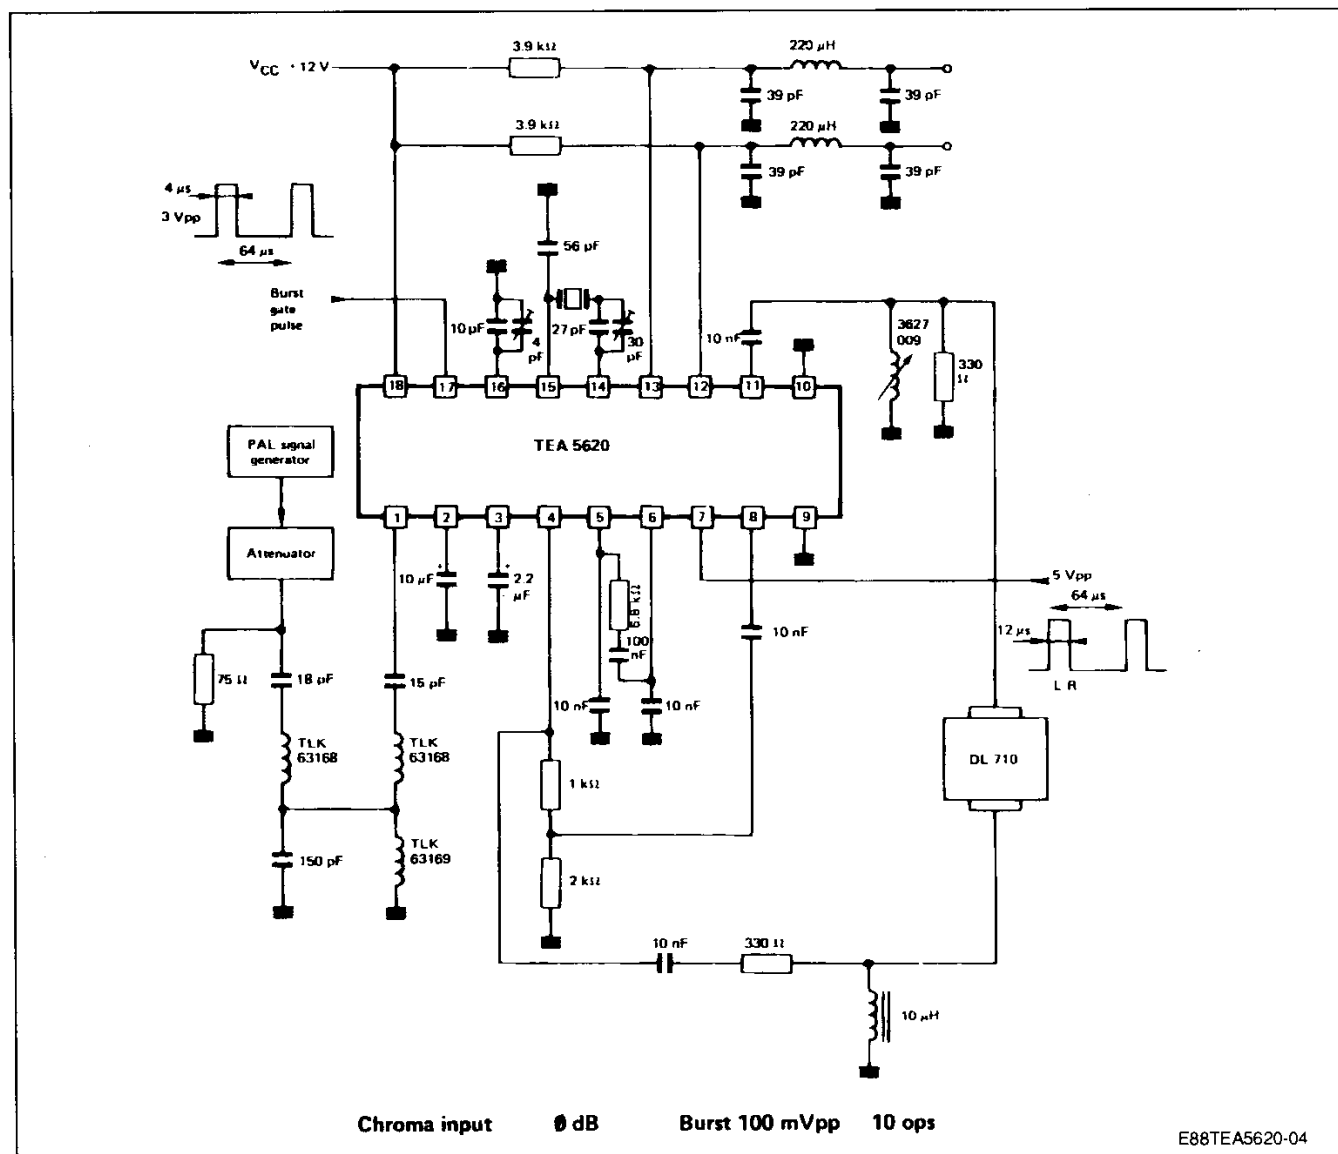 3.9 kΩ
220 µH
VCC + 12 V
39 pF
39 pF
3.9 kΩ
220 µH
39 pF
39 pF
4 µs
3 Vpp
64 µs
56 pF
Burst
gate
pulse
10 pF
4
pF
27 pF
30
pF
10 nF
3627
009
330
Ω
18
17
16
15
14
13
12
11
10
TEA 5620
PAL signal
generator
Attenuator
1
2
3
4
5
6
7
8
9
10 µF
+
2.2
µF
+
6.8 kΩ
100
nF
10 nF
5 Vpp
64 µs
12 µs
L R
75 Ω
18 pF
15 pF
10 nF
10 nF
TLK
63168
TLK
63168
1 kΩ
DL 710
150 pF
TLK
63169
2 kΩ
10 nF
330 Ω
10 µH
Chroma input 0 dB Burst 100 mVpp 10 ops
E88TEA5620-04